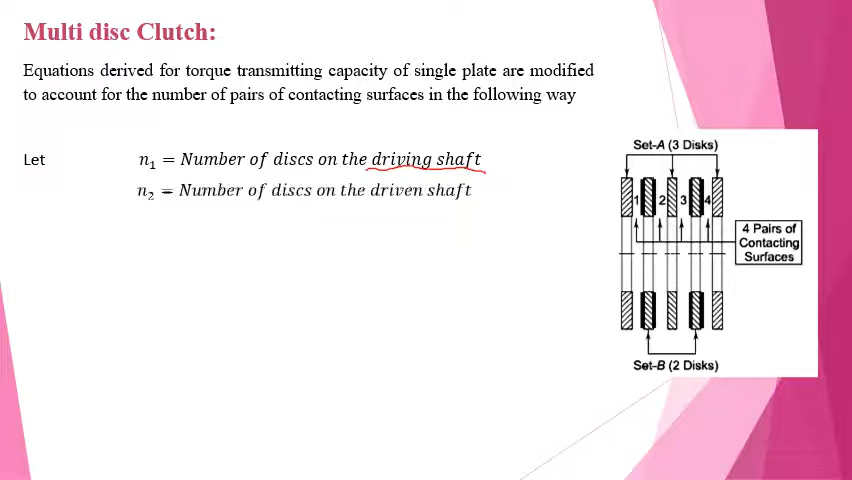 Multi disc Clutch:
Equations derived for torque transmitting capacity of single plate are modified
to account for the number of pairs of contacting surfaces in the following way
Let n₁ = Number of discs on the driving shaft
n₂ = Number of discs on the driven shaft
Set-A (3 Disks)
1 2 3 4
4 Pairs of
Contacting
Surfaces
Set-B (2 Disks)